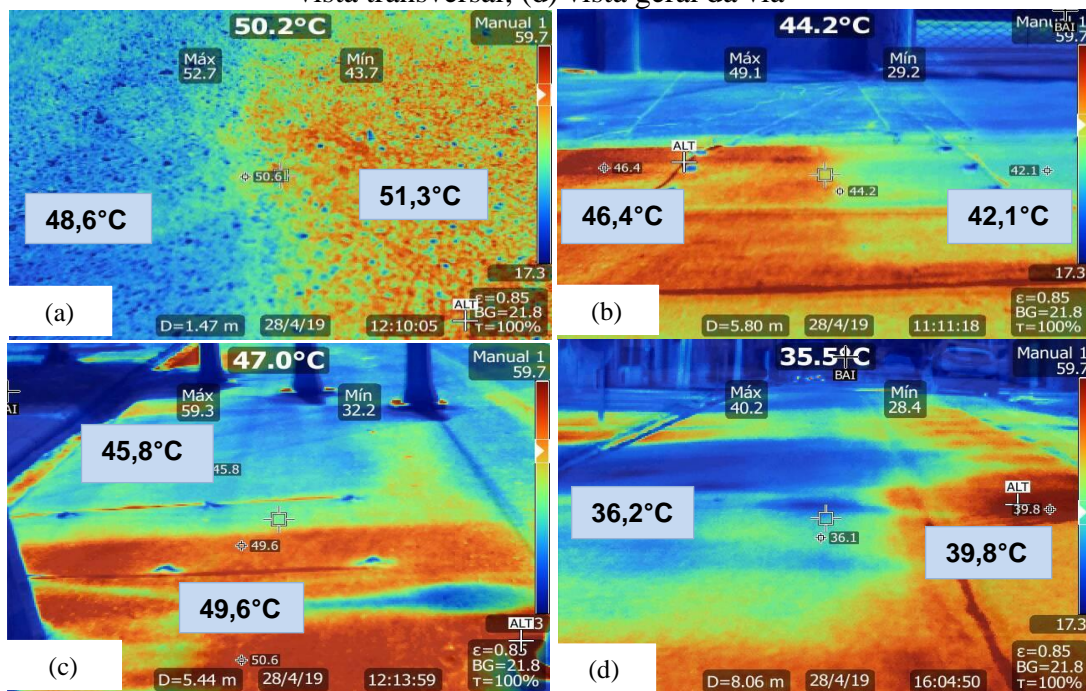 vista transversal; (d) vista geral da via
50.2°C
Manual 1
59.7
Máx
52.7
Mín
43.7
50.6
48,6°C
51,3°C
17.3
ALT
ε=0.85
BG=21.8
τ=100%
(a)
D=1.47 m
28/4/19
12:10:05
44.2°C
BAI
59.7
Máx
49.1
Mín
29.2
ALT
46.4
44.2
42.1
46,4°C
42,1°C
17.3
ε=0.85
BG=21.8
τ=100%
(b)
D=5.80 m
28/4/19
11:11:18
47.0°C
Manual 1
59.7
Máx
59.3
Mín
32.2
45,8°C
45.8
49.6
49,6°C
ALT
ε=0.85
BG=21.8
τ=100%
(c)
50.6
D=5.44 m
28/4/19
12:13:59
35.5°C
BAI
Manual 1
59.7
Máx
40.2
Mín
28.4
36,2°C
ALT
39.8
36.1
39,8°C
17.3
ε=0.85
BG=21.8
τ=100%
(d)
D=8.06 m
28/4/19
16:04:50